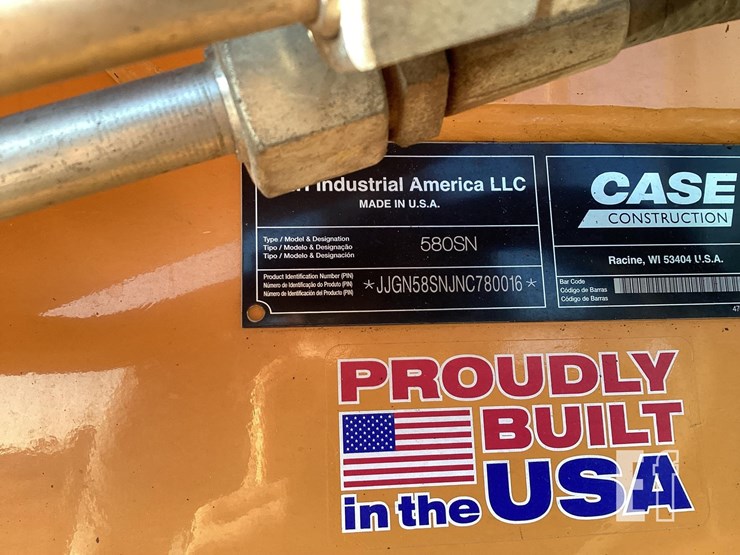 Industrial America LLC
MADE IN U.S.A.
Type / Model & Designation
Tipo / Modelo & Designação
Tipo / Modelo & Designación
580SN
Product Identification Number (PIN)
Número de Identificação do Produto (PIN)
Número de Identificación del Producto (PIN)
*JJGN58SNJNC780016*
CASE
CONSTRUCTION
Racine, WI 53404 U.S.A.
Bar Code
Código de Barras
Código de Barras
47
PROUDLY
BUILT
in the USA